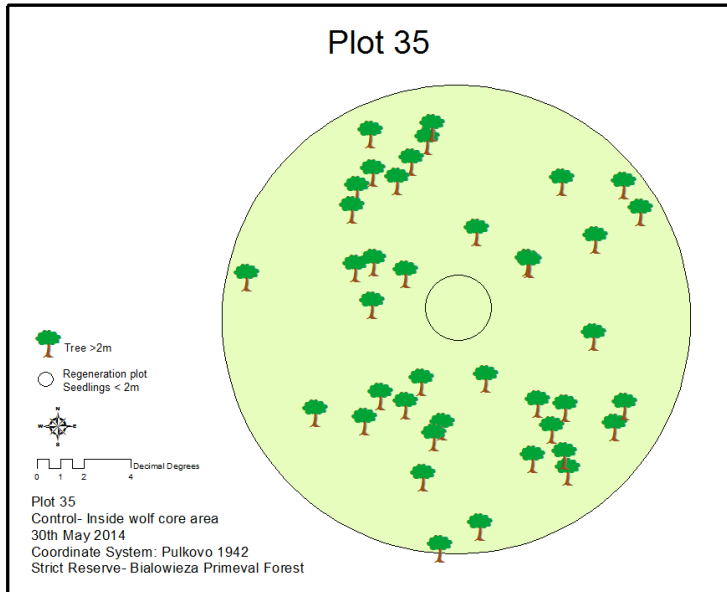 Plot 35
Tree >2m
Regeneration plot
Seedlings < 2m
N
W E
S
0 1 2 4 Decimal Degrees
Plot 35
Control- Inside wolf core area
30th May 2014
Coordinate System: Pulkovo 1942
Strict Reserve- Bialowieza Primeval Forest